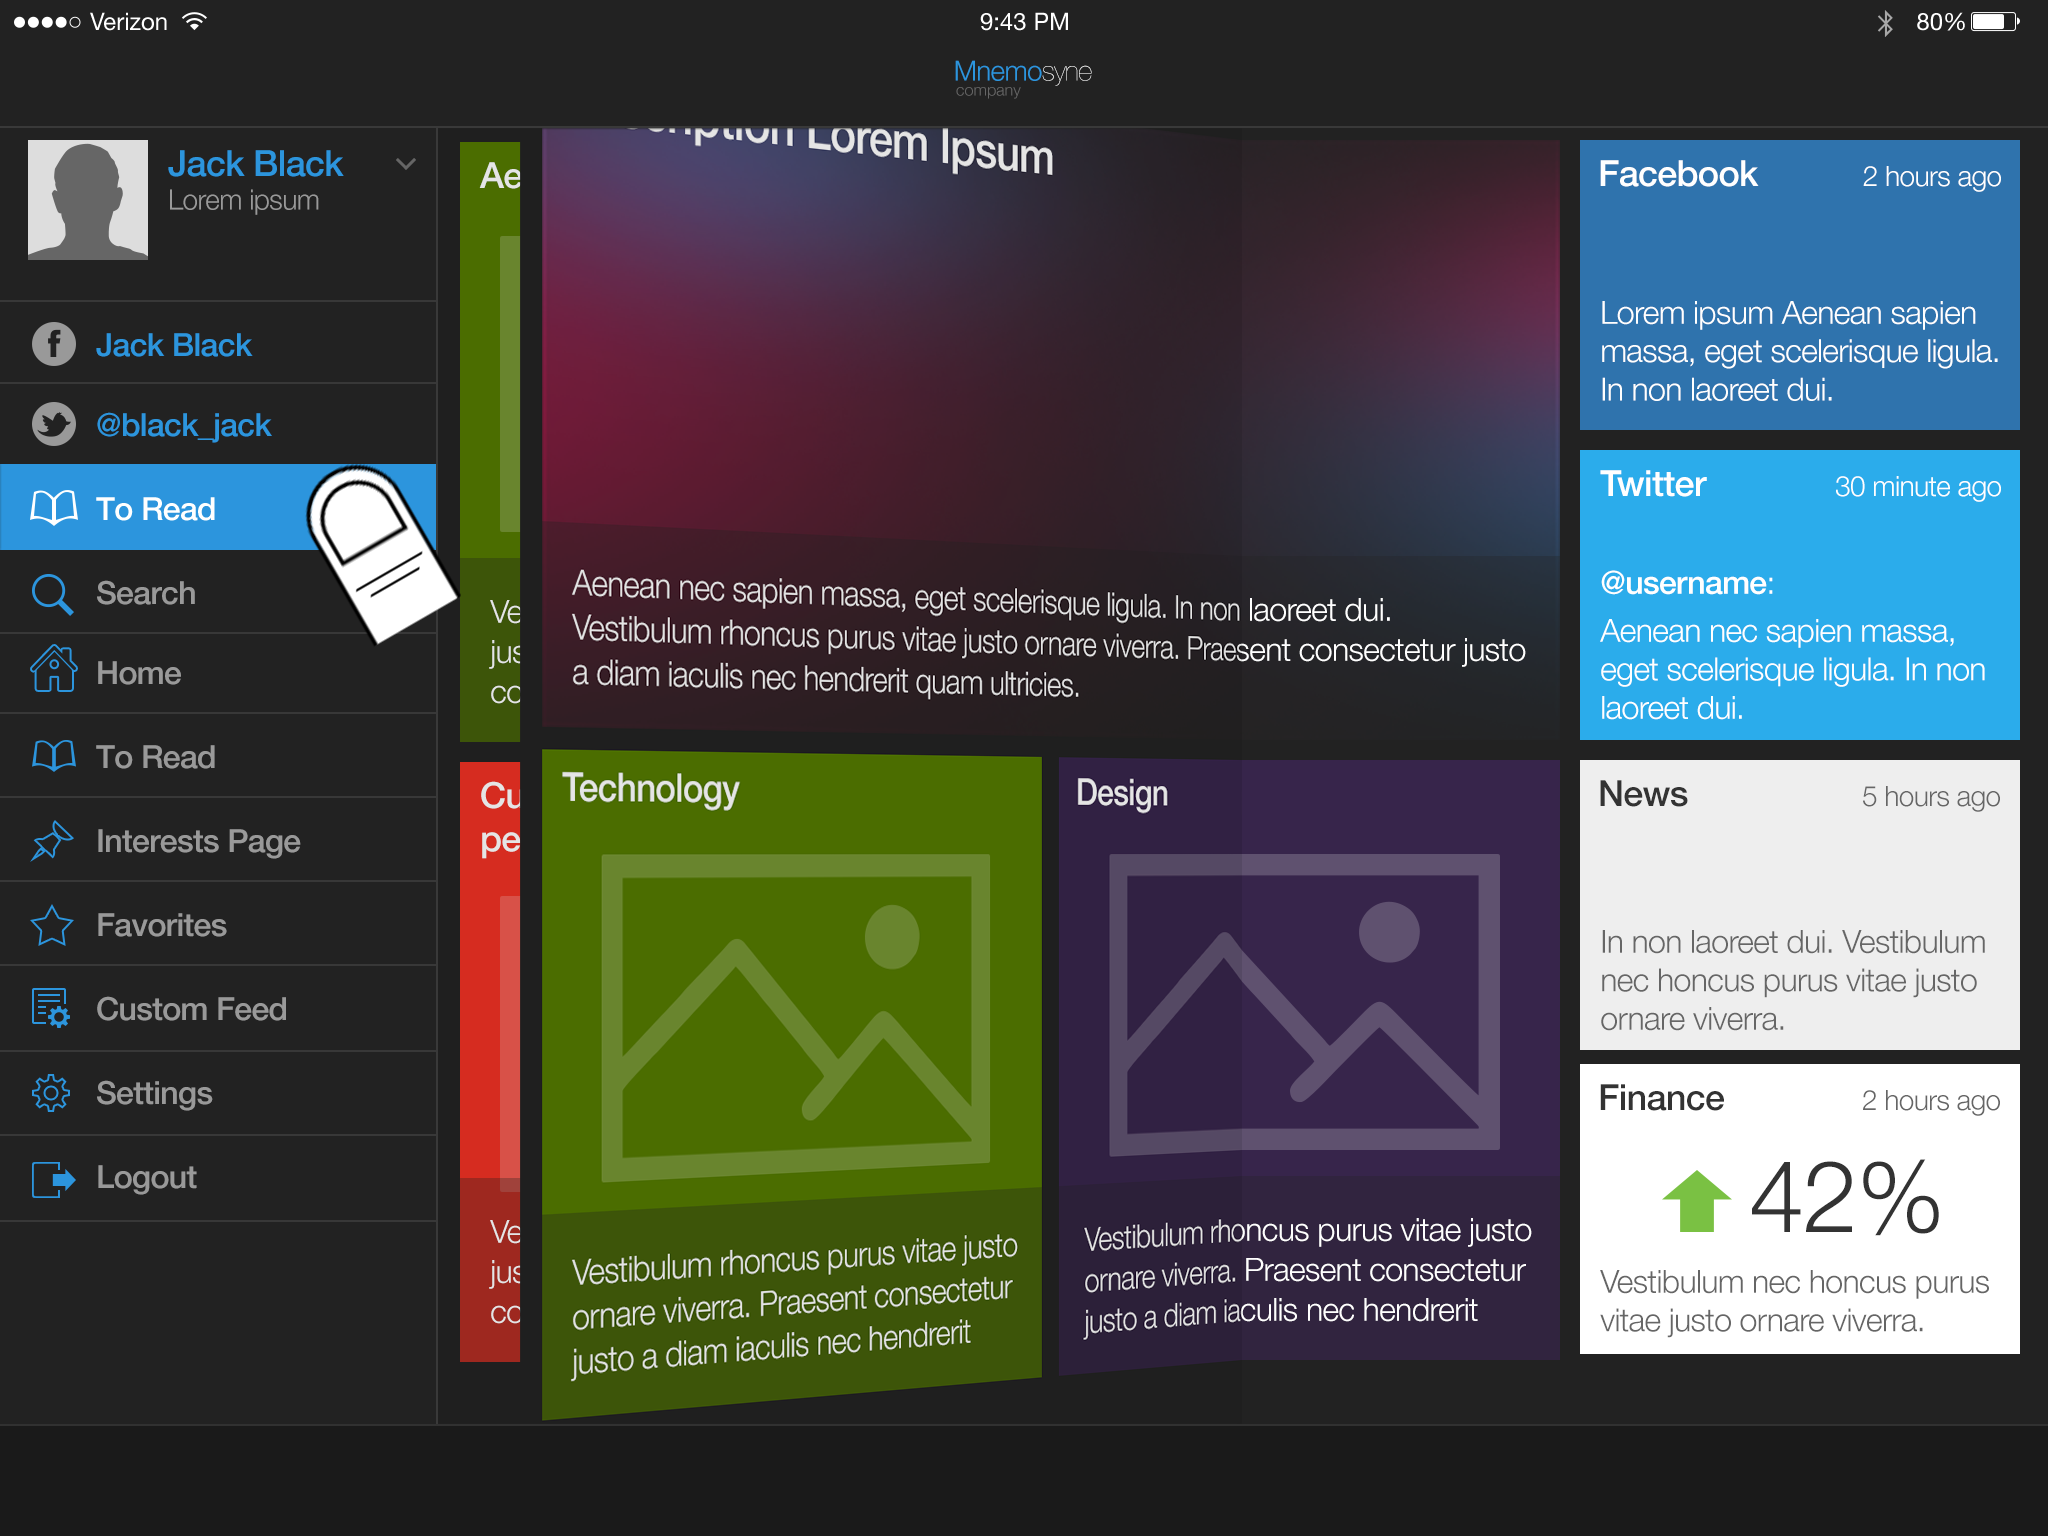 Verizon
9:43 PM
80%
Mnemosyne
company
Jack Black
Lorem ipsum
Jack Black
@black_jack
To Read
Search
Home
To Read
Interests Page
Favorites
Custom Feed
Settings
Logout
Ae
Ve
jus
co
Cu
pe
Ve
jus
co
scription Lorem Ipsum
Aenean nec sapien massa, eget scelerisque ligula. In non laoreet dui.
Vestibulum rhoncus purus vitae justo ornare viverra. Praesent consectetur justo
a diam iaculis nec hendrerit quam ultricies.
Technology
Vestibulum rhoncus purus vitae justo
ornare viverra. Praesent consectetur
justo a diam iaculis nec hendrerit
Design
Vestibulum rhoncus purus vitae justo
ornare viverra. Praesent consectetur
justo a diam iaculis nec hendrerit
Facebook
2 hours ago
Lorem ipsum Aenean sapien
massa, eget scelerisque ligula.
In non laoreet dui.
Twitter
30 minute ago
@username:
Aenean nec sapien massa,
eget scelerisque ligula. In non
laoreet dui.
News
5 hours ago
In non laoreet dui. Vestibulum
nec honcus purus vitae justo
ornare viverra.
Finance
2 hours ago
42%
Vestibulum nec honcus purus
vitae justo ornare viverra.